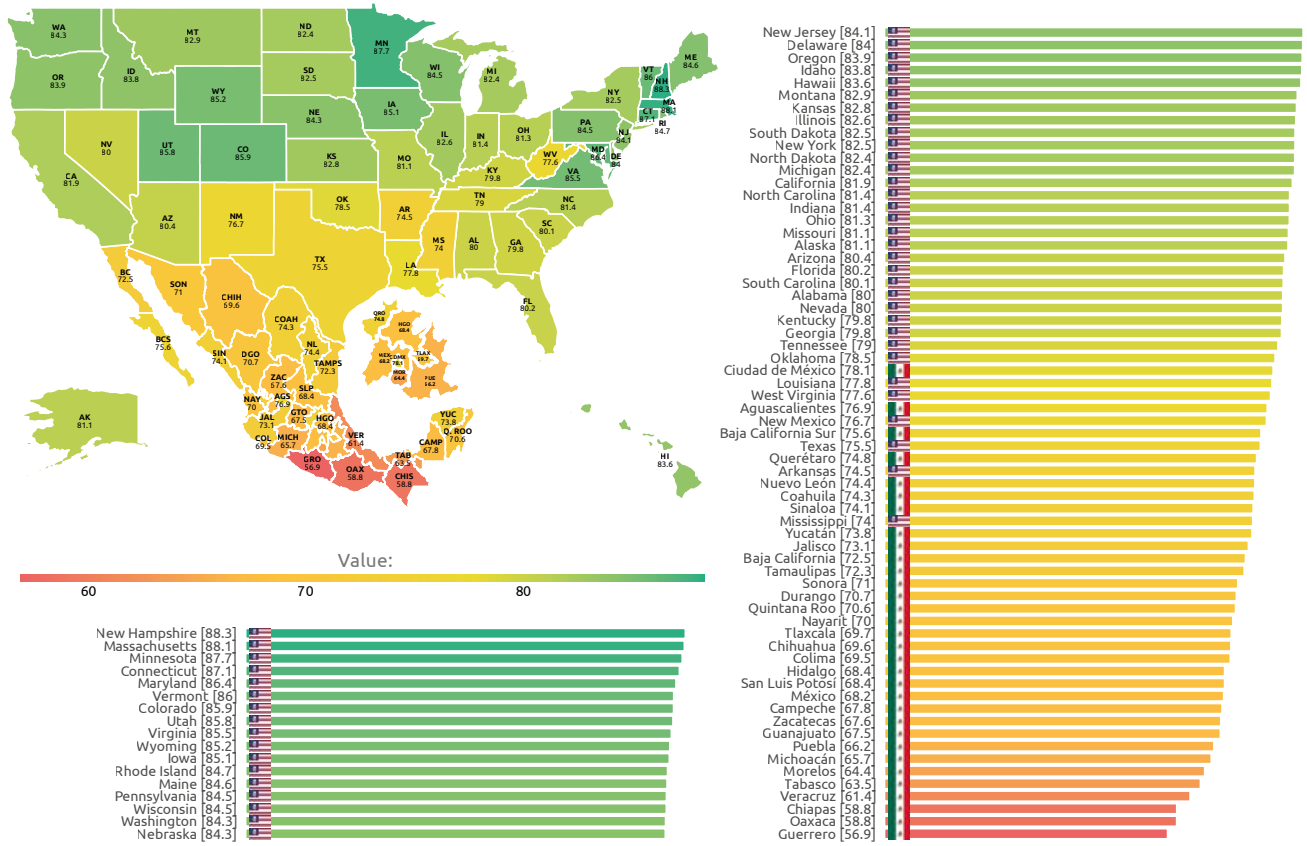 WA
84.3
MT
82.9
ND
82.4
MN
87.7
OR
83.9
ID
83.8
SD
82.5
WI
84.5
MI
82.4
VT
86
NH
88.3
ME
84.6
WY
85.2
NY
82.5
MA
88.1
CT
87.1
RI
84.7
NE
84.3
IA
85.1
PA
84.5
NJ
84.1
NV
80
UT
85.8
CO
85.9
KS
82.8
IL
82.6
IN
81.4
OH
81.3
MD
86.4
DE
84
CA
81.9
MO
81.1
KY
79.8
WV
77.6
VA
85.5
AZ
80.4
NM
76.7
OK
78.5
AR
74.5
TN
79
NC
81.4
TX
75.5
LA
77.8
MS
74
AL
80
GA
79.8
SC
80.1
FL
80.2
BC
72.5
SON
71
CHIH
69.6
COAH
74.3
BCS
75.6
SIN
74.1
DGO
70.7
NL
74.4
TAMPS
72.3
QRO
74.8
HGO
68.4
MEX
68.2
CDMX
78.1
TLAX
69.7
MOR
64.4
PUE
66.2
ZAC
67.6
SLP
68.4
NAY
70
AGS
76.9
JAL
73.1
GTO
67.5
HGO
68.4
COL
69.5
MICH
65.7
VER
61.4
GRO
56.9
OAX
58.8
TAB
63.5
CHIS
58.8
CAMP
67.8
YUC
73.8
Q. ROO
70.6
AK
81.1
HI
83.6
Value:
60 70 80
New Hampshire [88.3]
Massachusetts [88.1]
Minnesota [87.7]
Connecticut [87.1]
Maryland [86.4]
Vermont [86]
Colorado [85.9]
Utah [85.8]
Virginia [85.5]
Wyoming [85.2]
Iowa [85.1]
Rhode Island [84.7]
Maine [84.6]
Pennsylvania [84.5]
Wisconsin [84.5]
Washington [84.3]
Nebraska [84.3]
New Jersey [84.1]
Delaware [84]
Oregon [83.9]
Idaho [83.8]
Hawaii [83.6]
Montana [82.9]
Kansas [82.8]
Illinois [82.6]
South Dakota [82.5]
New York [82.5]
North Dakota [82.4]
Michigan [82.4]
California [81.9]
North Carolina [81.4]
Indiana [81.4]
Ohio [81.3]
Missouri [81.1]
Alaska [81.1]
Arizona [80.4]
Florida [80.2]
South Carolina [80.1]
Alabama [80]
Nevada [80]
Kentucky [79.8]
Georgia [79.8]
Tennessee [79]
Oklahoma [78.5]
Ciudad de México [78.1]
Louisiana [77.8]
West Virginia [77.6]
Aguascalientes [76.9]
New Mexico [76.7]
Baja California Sur [75.6]
Texas [75.5]
Querétaro [74.8]
Arkansas [74.5]
Nuevo León [74.4]
Coahuila [74.3]
Sinaloa [74.1]
Mississippi [74]
Yucatán [73.8]
Jalisco [73.1]
Baja California [72.5]
Tamaulipas [72.3]
Sonora [71]
Durango [70.7]
Quintana Roo [70.6]
Nayarit [70]
Tlaxcala [69.7]
Chihuahua [69.6]
Colima [69.5]
Hidalgo [68.4]
San Luis Potosí [68.4]
México [68.2]
Campeche [67.8]
Zacatecas [67.6]
Guanajuato [67.5]
Puebla [66.2]
Michoacán [65.7]
Morelos [64.4]
Tabasco [63.5]
Veracruz [61.4]
Chiapas [58.8]
Oaxaca [58.8]
Guerrero [56.9]